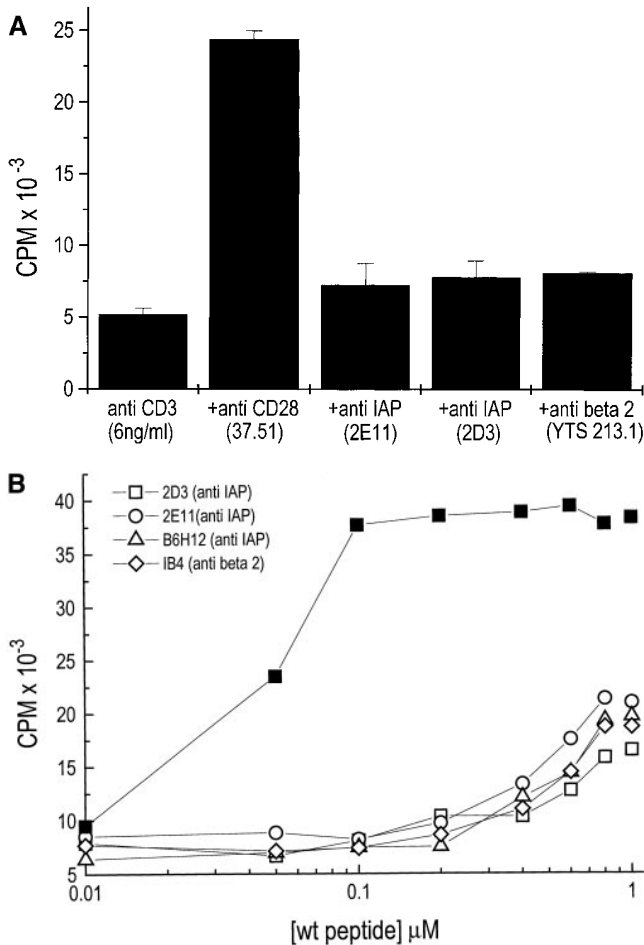 A
25
20
15
10
5
0
CPM x 10⁻³
anti CD3 (6ng/ml)
+anti CD28 (37.51)
+anti IAP (2E11)
+anti IAP (2D3)
+anti beta 2 (YTS 213.1)
B
2D3 (anti IAP)
2E11(anti IAP)
B6H12 (anti IAP)
IB4 (anti beta 2)
40
35
30
25
20
15
10
5
CPM x 10⁻³
0.01
0.1
1
[wt peptide] μM